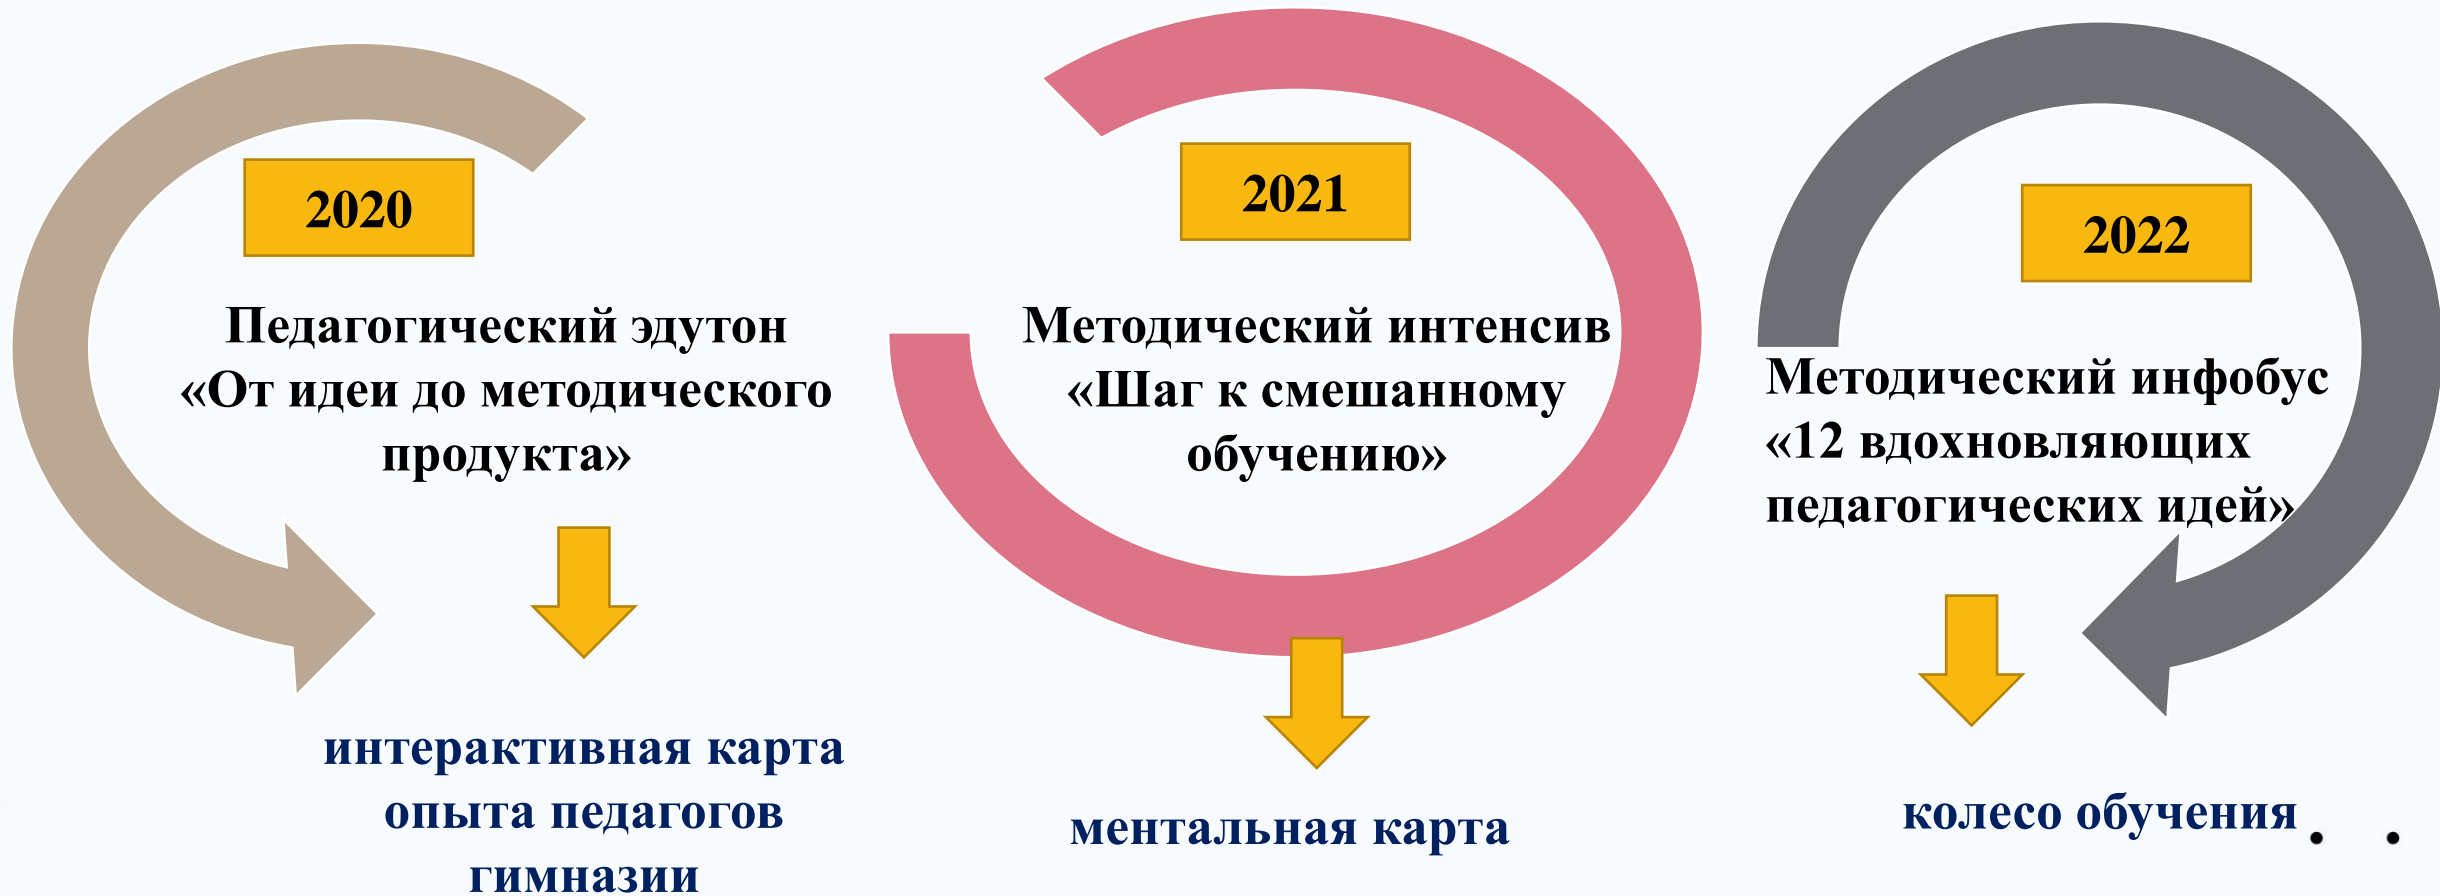 2020
Педагогический эдутон
«От идеи до методического
продукта»
интерактивная карта
опыта педагогов
гимназии
2021
Методический интенсив
«Шаг к смешанному
обучению»
ментальная карта
2022
Методический инфобус
«12 вдохновляющих
педагогических идей»
колесо обучения